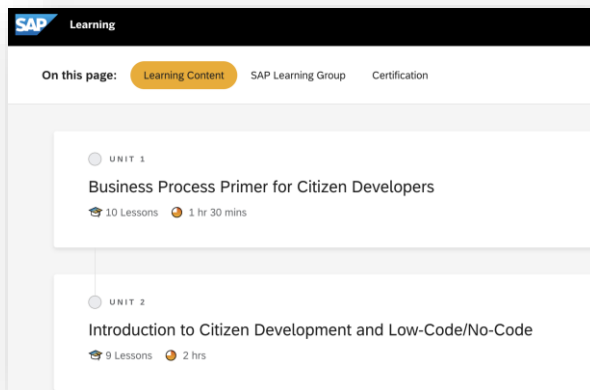 SAP Learning
On this page: Learning Content SAP Learning Group Certification
UNIT 1
Business Process Primer for Citizen Developers
10 Lessons 1 hr 30 mins
UNIT 2
Introduction to Citizen Development and Low-Code/No-Code
9 Lessons 2 hrs